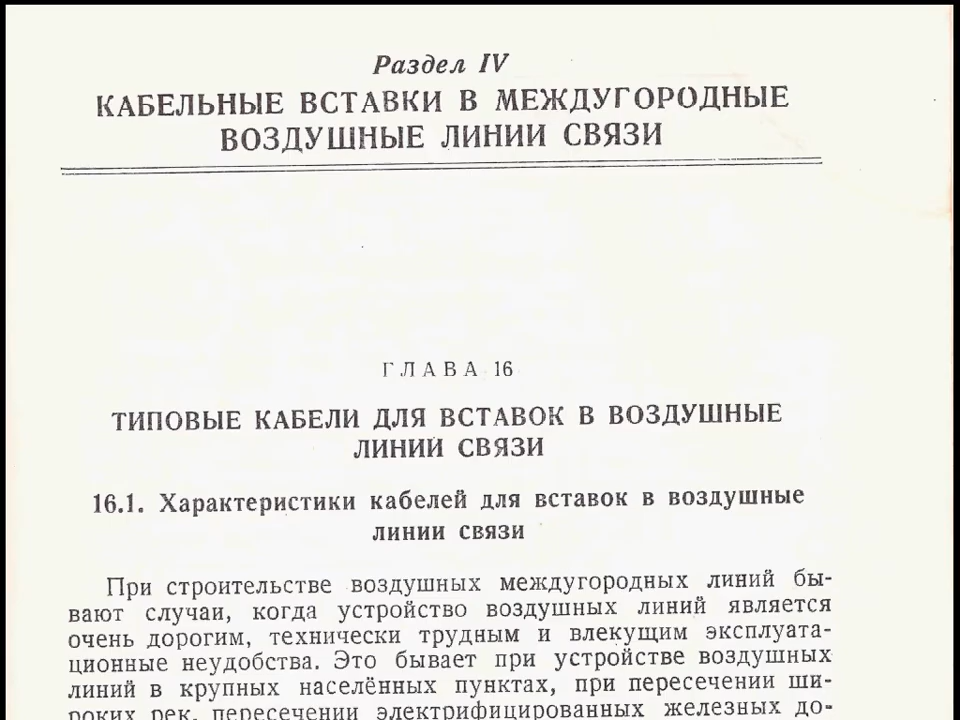 Раздел IV
КАБЕЛЬНЫЕ ВСТАВКИ В МЕЖДУГОРОДНЫЕ
ВОЗДУШНЫЕ ЛИНИИ СВЯЗИ
ГЛАВА 16
ТИПОВЫЕ КАБЕЛИ ДЛЯ ВСТАВОК В ВОЗДУШНЫЕ
ЛИНИИ СВЯЗИ
16.1. Характеристики кабелей для вставок в воздушные
линии связи
При строительстве воздушных междугородных линий бы-
вают случаи, когда устройство воздушных линий является
очень дорогим, технически трудным и влекущим эксплуата-
ционные неудобства. Это бывает при устройстве воздушных
линий в крупных населённых пунктах, при пересечении ши-
роких рек, пересечении электрифицированных железных до-